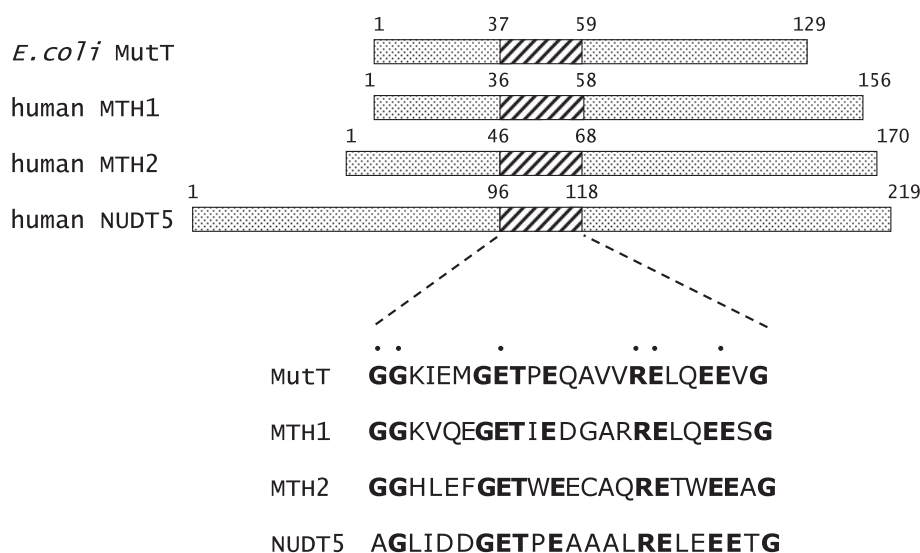 1 37 59 129
E.coli MutT
1 36 58 156
human MTH1
1 46 68 170
human MTH2
1 96 118 219
human NUDT5
MutT GGKIEMGETPEQAVVRELQEEVG
MTH1 GGKVQEGETIEDGARRELQEESG
MTH2 GGHLEFGETWEECAQRETWEEAG
NUDT5 AGLIDDGETPEAAALRELEEETG